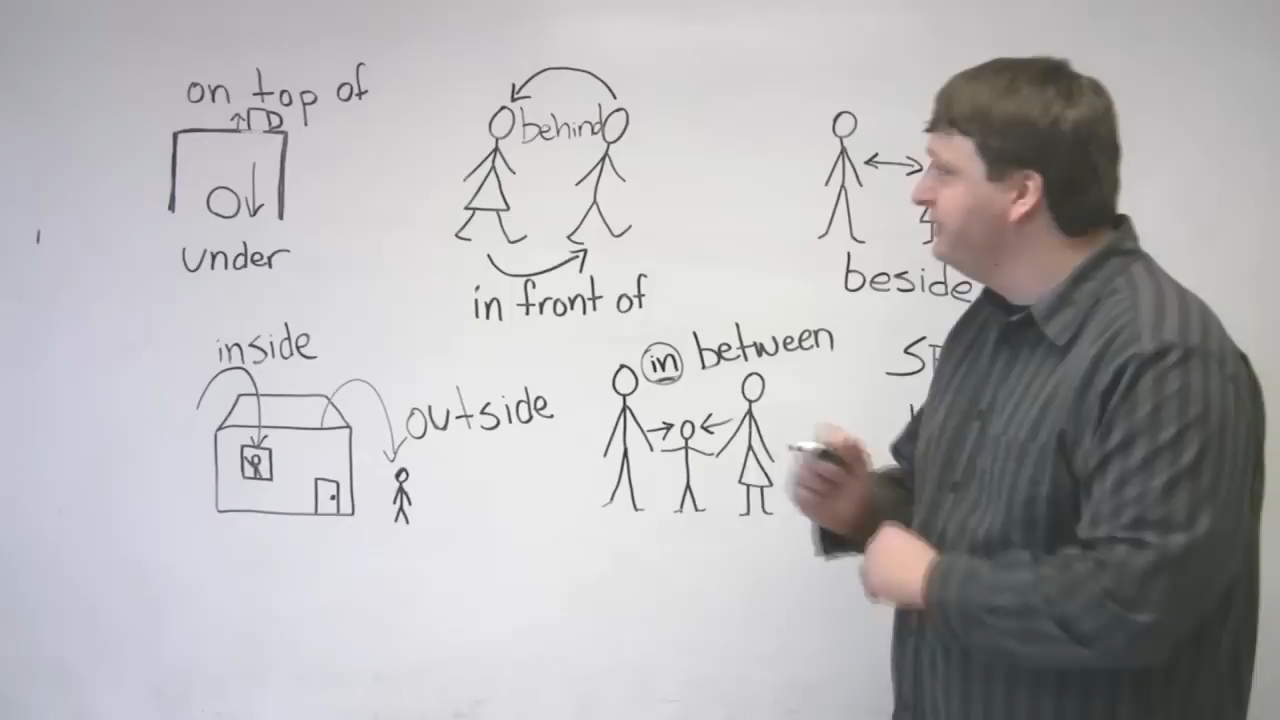 on top of
under
behind
in front of
beside
inside
outside
in between